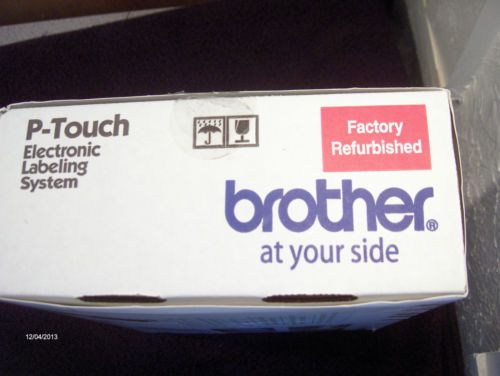 P-Touch
Electronic
Labeling
System
Factory
Refurbished
brother®
at your side
12/04/2013